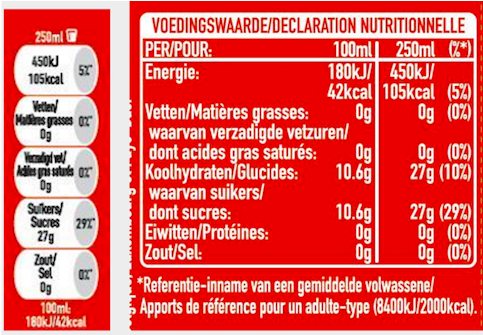 250ml
450kJ
105kcal
5%*
Vetten/
Matières grasses
0g
0%*
Verzadigd vet/
Acides gras saturés
0g
0%*
Suikers/
Sucres
27g
29%*
Zout/
Sel
0g
0%*
100ml:
180kJ/42kcal
VOEDINGSWAARDE/DECLARATION NUTRITIONNELLE
PER/POUR: 100ml 250ml (%*)
Energie: 180kJ/ 450kJ/
42kcal 105kcal (5%)
Vetten/Matières grasses: 0g 0g (0%)
waarvan verzadigde vetzuren/
dont acides gras saturés: 0g 0g (0%)
Koolhydraten/Glucides: 10.6g 27g (10%)
waarvan suikers/
dont sucres: 10.6g 27g (29%)
Eiwitten/Protéines: 0g 0g (0%)
Zout/Sel: 0g 0g (0%)
*Referentie-inname van een gemiddelde volwassene/
Apports de référence pour un adulte-type (8400kJ/2000kcal).